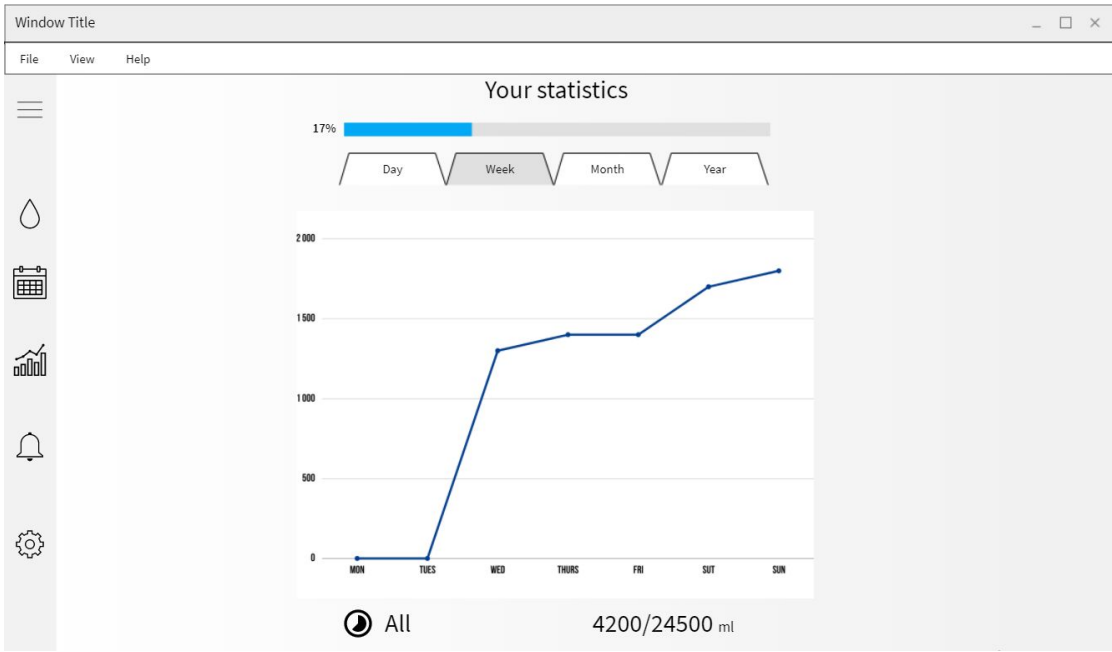 Window Title
File View Help
Your statistics
17%
Day Week Month Year
2 000
1 500
1 000
500
0
MON TUES WED THURS FRI SUT SUN
All 4200/24500 ml